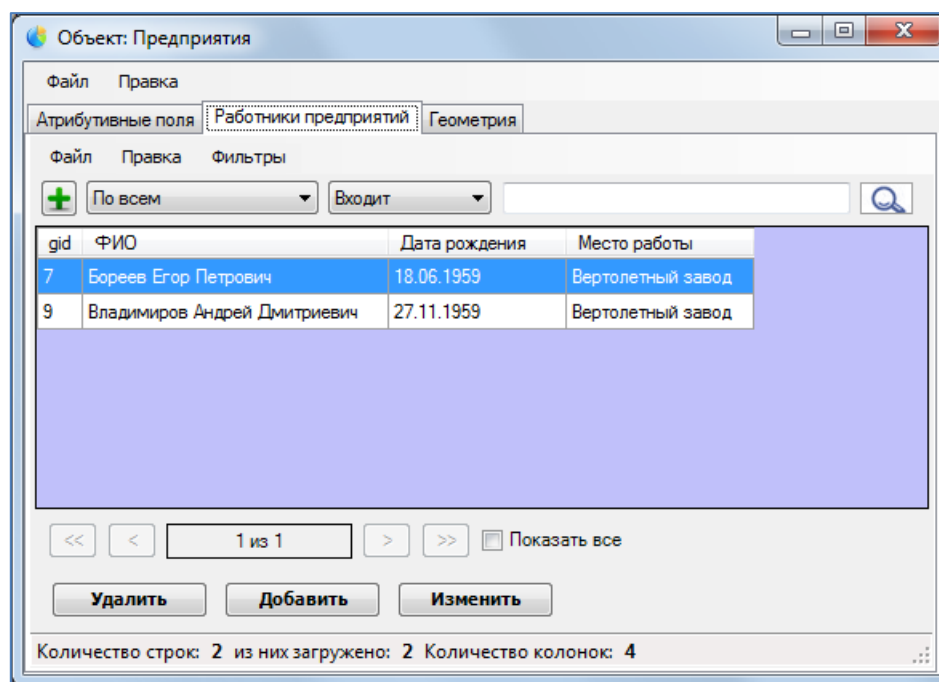 Объект: Предприятия
Файл Правка
Атрибутивные поля Работники предприятий Геометрия
Файл Правка Фильтры
По всем Входит
gid ФИО Дата рождения Место работы
7 Бореев Егор Петрович 18.06.1959 Вертолетный завод
9 Владимиров Андрей Дмитриевич 27.11.1959 Вертолетный завод
<< < 1 из 1 > >> Показать все
Удалить Добавить Изменить
Количество строк: 2 из них загружено: 2 Количество колонок: 4